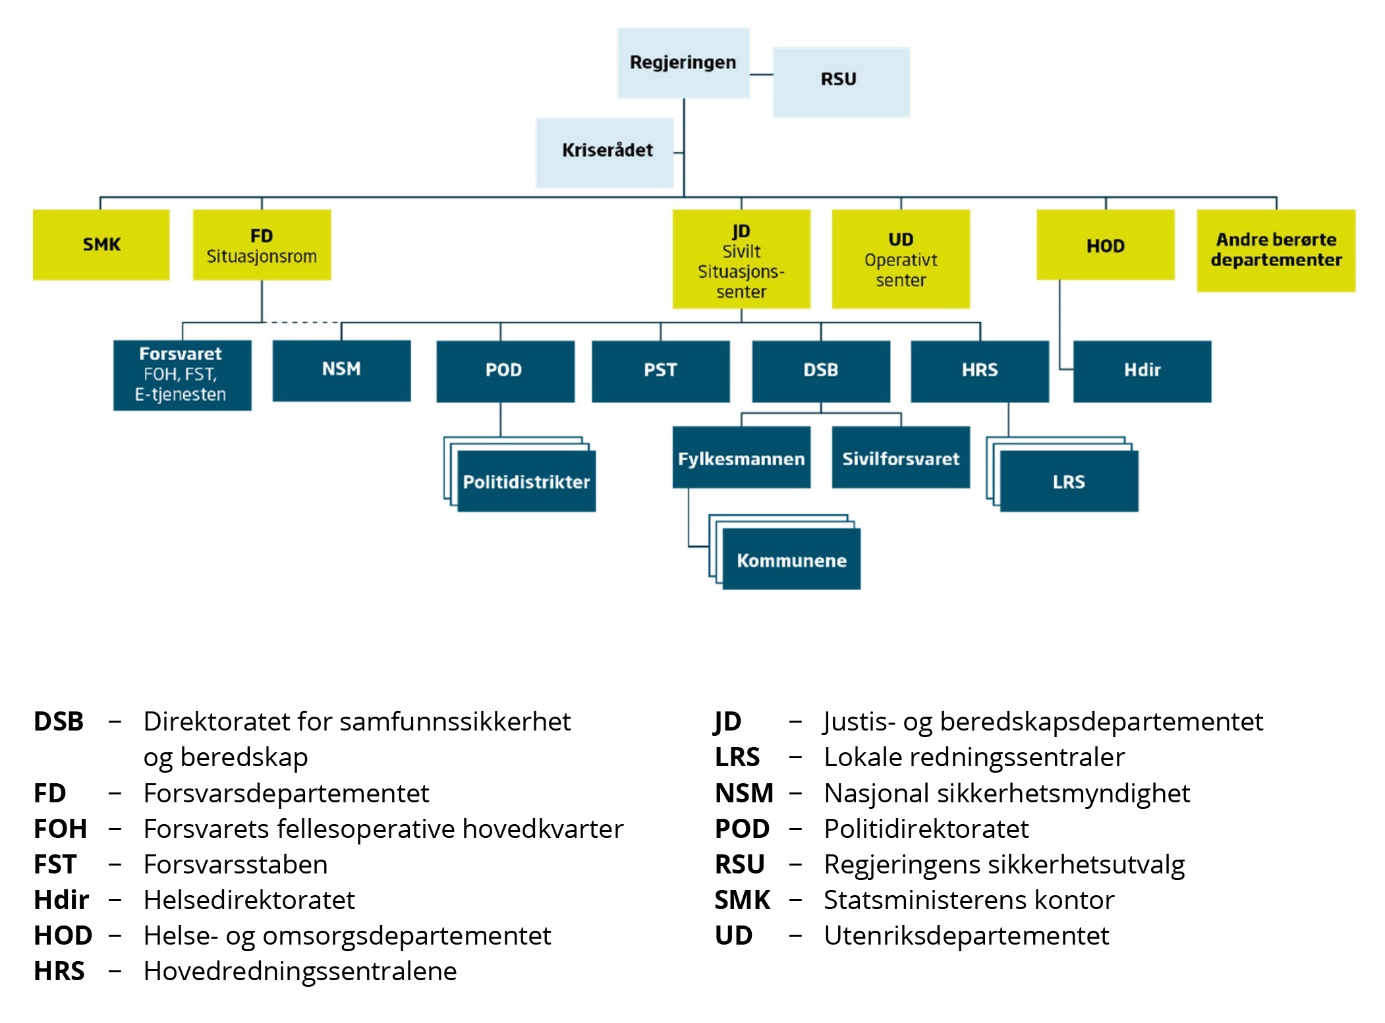 Regjeringen
RSU
Kriserådet
SMK
FD
Situasjonsrom
JD
Sivilt
Situasjons-
senter
UD
Operativt
senter
HOD
Andre berørte
departementer
Forsvaret
FOH, FST,
E-tjenesten
NSM
POD
PST
DSB
HRS
Hdir
Politidistrikter
Fylkesmannen
Sivilforsvaret
LRS
Kommunene
DSB – Direktoratet for samfunnssikkerhet
og beredskap
FD – Forsvarsdepartementet
FOH – Forsvarets fellesoperative hovedkvarter
FST – Forsvarsstaben
Hdir – Helsedirektoratet
HOD – Helse- og omsorgsdepartementet
HRS – Hovedredningssentralene
JD – Justis- og beredskapsdepartementet
LRS – Lokale redningssentraler
NSM – Nasjonal sikkerhetsmyndighet
POD – Politidirektoratet
RSU – Regjeringens sikkerhetsutvalg
SMK – Statsministerens kontor
UD – Utenriksdepartementet